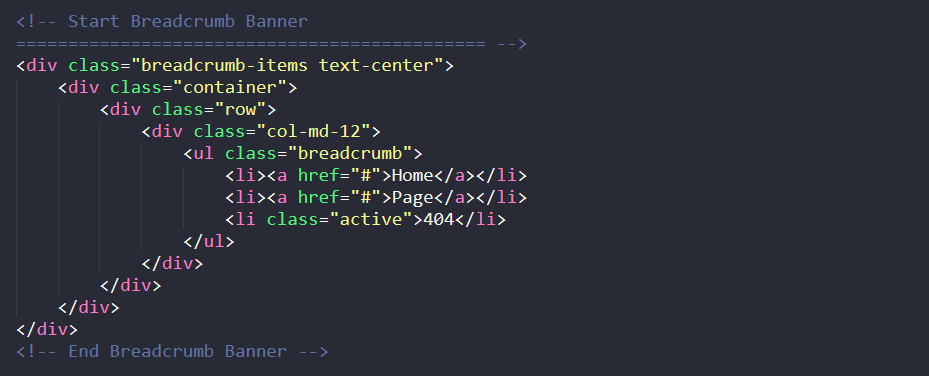 <!-- Start Breadcrumb Banner
============================================= -->
<div class="breadcrumb-items text-center">
    <div class="container">
        <div class="row">
            <div class="col-md-12">
                <ul class="breadcrumb">
                    <li><a href="#">Home</a></li>
                    <li><a href="#">Page</a></li>
                    <li class="active">404</li>
                </ul>
            </div>
        </div>
    </div>
</div>
<!-- End Breadcrumb Banner -->